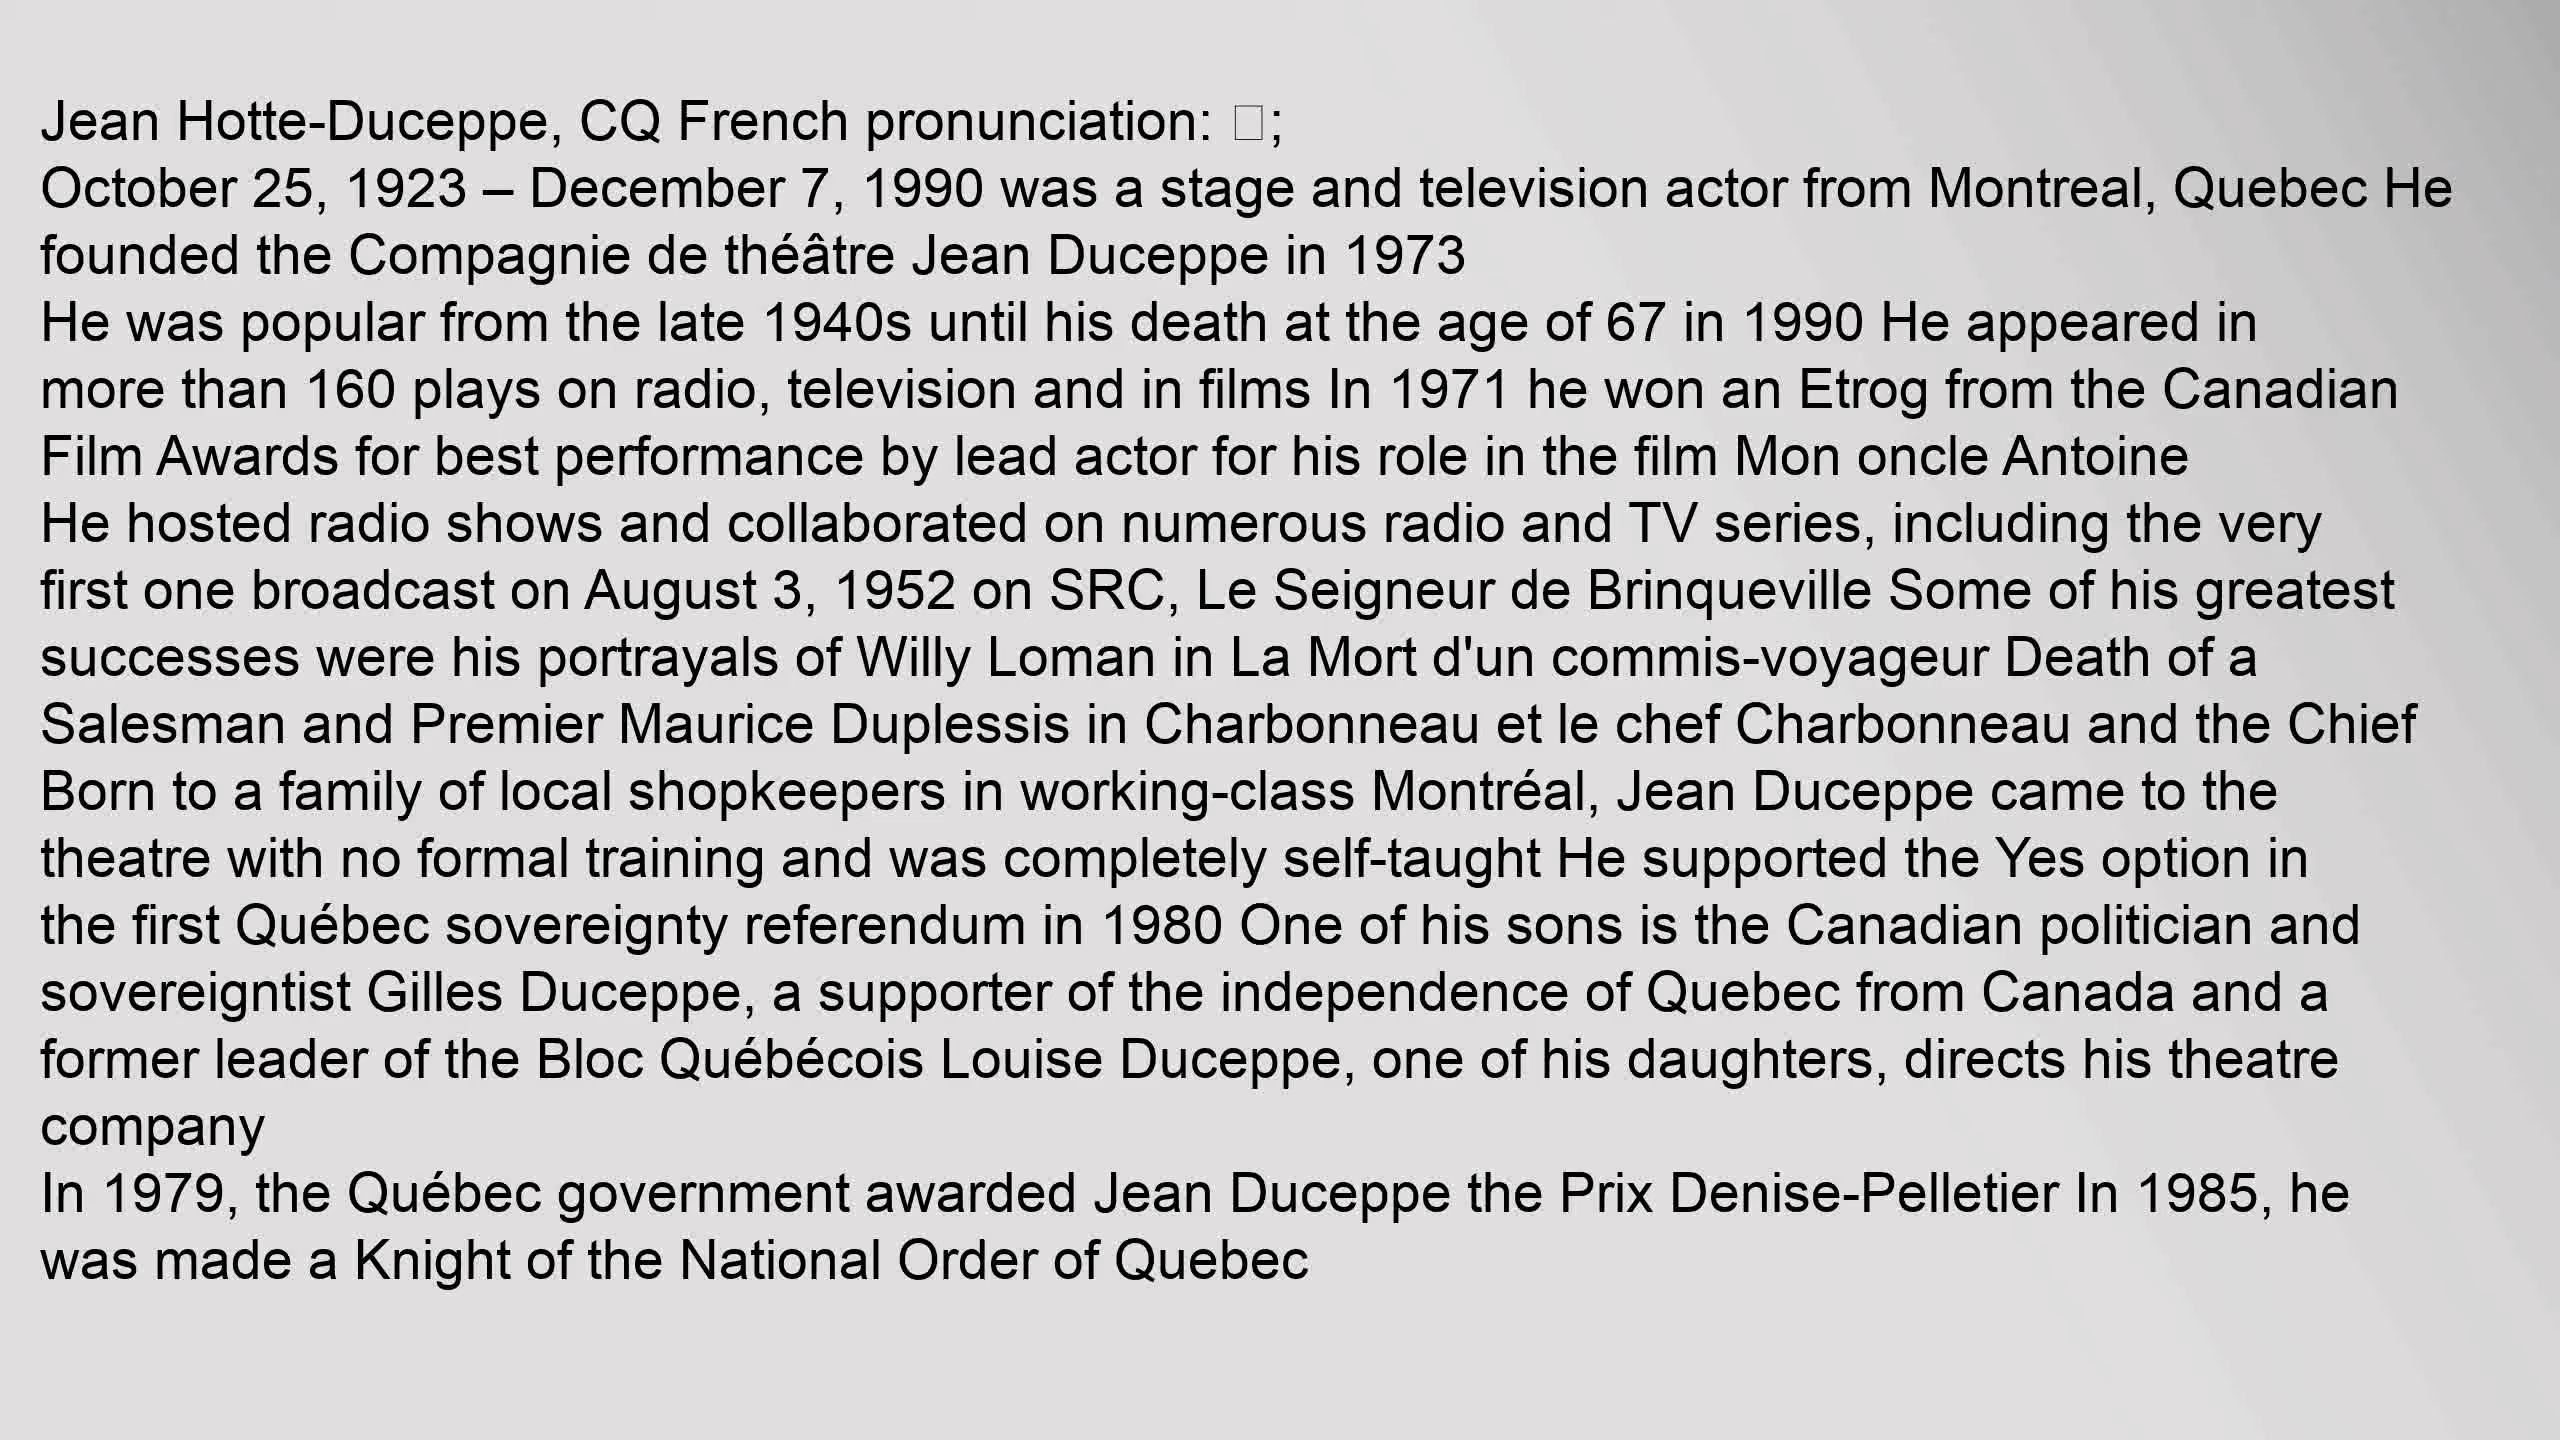 Jean Hotte-Duceppe, CQ French pronunciation: ;
October 25, 1923 – December 7, 1990 was a stage and television actor from Montreal, Quebec He
founded the Compagnie de théâtre Jean Duceppe in 1973
He was popular from the late 1940s until his death at the age of 67 in 1990 He appeared in
more than 160 plays on radio, television and in films In 1971 he won an Etrog from the Canadian
Film Awards for best performance by lead actor for his role in the film Mon oncle Antoine
He hosted radio shows and collaborated on numerous radio and TV series, including the very
first one broadcast on August 3, 1952 on SRC, Le Seigneur de Brinqueville Some of his greatest
successes were his portrayals of Willy Loman in La Mort d'un commis-voyageur Death of a
Salesman and Premier Maurice Duplessis in Charbonneau et le chef Charbonneau and the Chief
Born to a family of local shopkeepers in working-class Montréal, Jean Duceppe came to the
theatre with no formal training and was completely self-taught He supported the Yes option in
the first Québec sovereignty referendum in 1980 One of his sons is the Canadian politician and
sovereigntist Gilles Duceppe, a supporter of the independence of Quebec from Canada and a
former leader of the Bloc Québécois Louise Duceppe, one of his daughters, directs his theatre
company
In 1979, the Québec government awarded Jean Duceppe the Prix Denise-Pelletier In 1985, he
was made a Knight of the National Order of Quebec